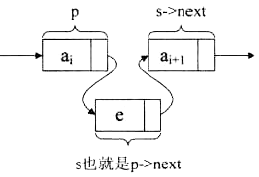 p s->next
aᵢ aᵢ₊₁
e
s也就是p->next